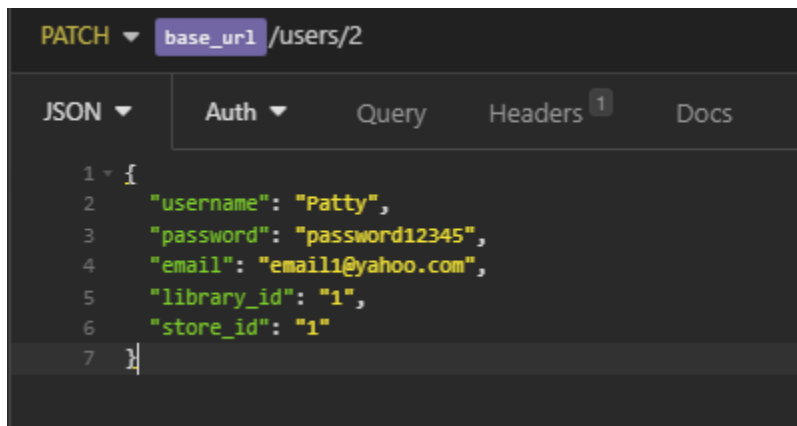 PATCH base_url /users/2
JSON Auth Query Headers 1 Docs
1 {
2 "username": "Patty",
3 "password": "password12345",
4 "email": "email1@yahoo.com",
5 "library_id": "1",
6 "store_id": "1"
7 }